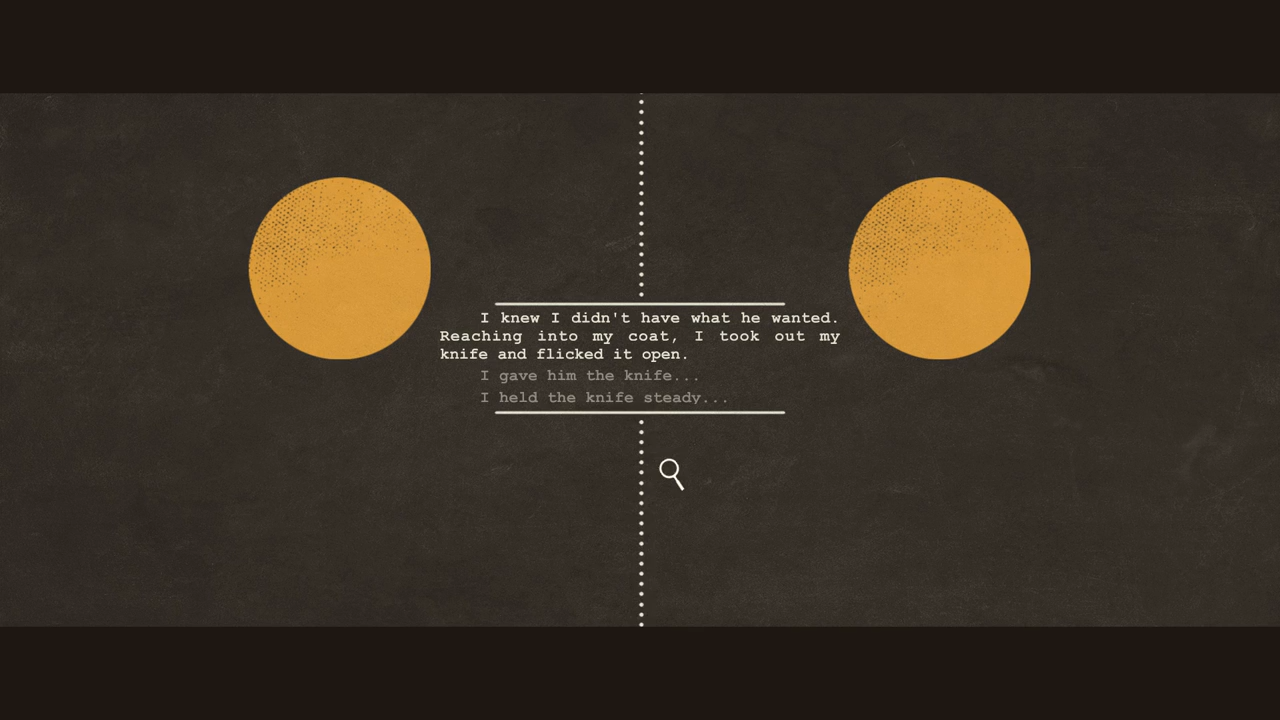 I knew I didn't have what he wanted.
Reaching into my coat, I took out my
knife and flicked it open.
I gave him the knife...
I held the knife steady...